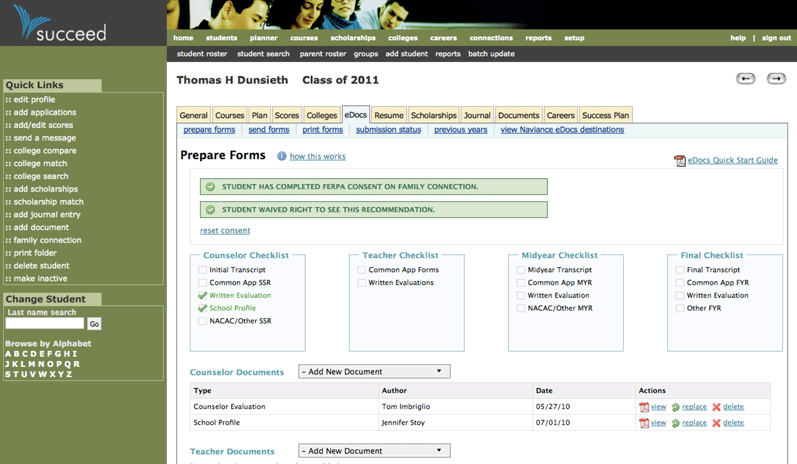 succeed
home students planner courses scholarships colleges careers connections reports setup help | sign out
student roster student search parent roster groups add student reports batch update
Quick Links
:: edit profile
:: add applications
:: add/edit scores
:: send a message
:: college compare
:: college match
:: college search
:: add scholarships
:: scholarship match
:: add journal entry
:: add document
:: family connection
:: print folder
:: delete student
:: make inactive
Change Student
Last name search
Go
Browse by Alphabet
A B C D E F G H I
J K L M N O P Q R
S T U V W X Y Z
Thomas H Dunsieth Class of 2011
General Courses Plan Scores Colleges eDocs Resume Scholarships Journal Documents Careers Success Plan
prepare forms send forms print forms submission status previous years view Naviance eDocs destinations
Prepare Forms how this works
eDocs Quick Start Guide
STUDENT HAS COMPLETED FERPA CONSENT ON FAMILY CONNECTION.
STUDENT WAIVED RIGHT TO SEE THIS RECOMMENDATION.
reset consent
Counselor Checklist
Initial Transcript
Common App SSR
Written Evaluation
School Profile
NACAC/Other SSR
Teacher Checklist
Common App Forms
Written Evaluations
Midyear Checklist
Midyear Transcript
Common App MYR
Written Evaluation
NACAC/Other MYR
Final Checklist
Final Transcript
Common App FYR
Written Evaluation
Other FYR
Counselor Documents – Add New Document
Type Author Date Actions
Counselor Evaluation Tom Imbriglio 05/27/10 view replace delete
School Profile Jennifer Stoy 07/01/10 view replace delete
Teacher Documents – Add New Document